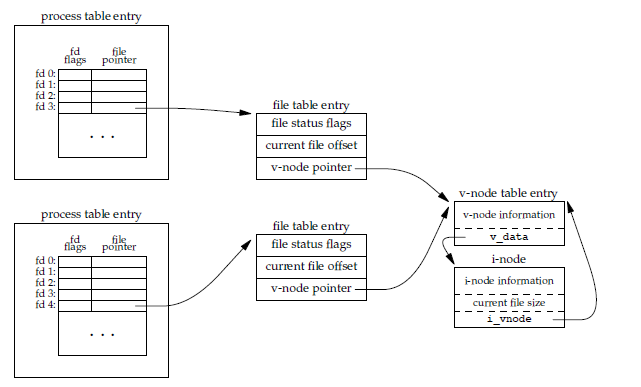 process table entry
fd file
flags pointer
fd 0:
fd 1:
fd 2:
fd 3:
. . .
file table entry
file status flags
current file offset
v-node pointer
process table entry
fd file
flags pointer
fd 0:
fd 1:
fd 2:
fd 3:
fd 4:
. . .
file table entry
file status flags
current file offset
v-node pointer
v-node table entry
v-node information
v_data
i-node
i-node information
current file size
i_vnode